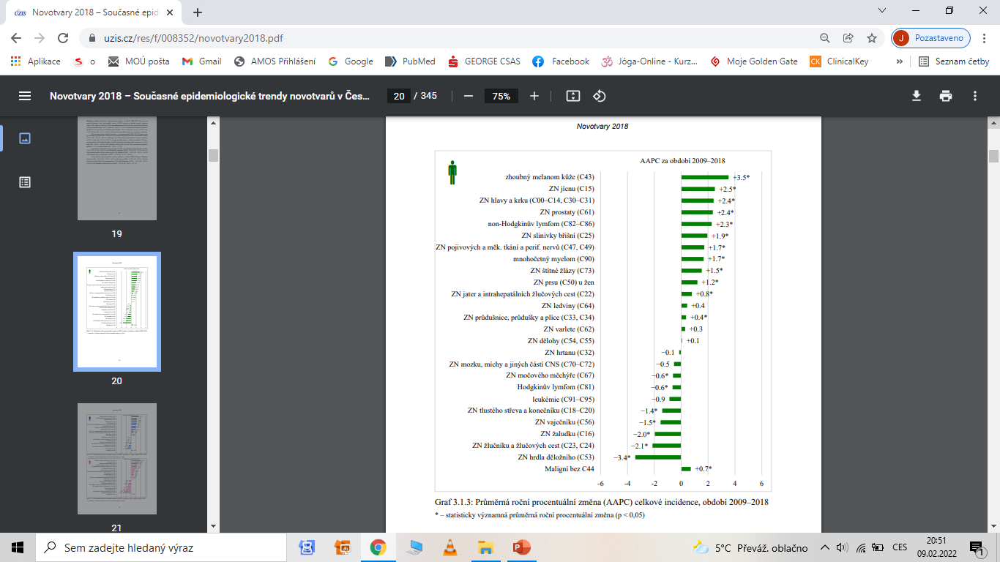 ÚZIS Novotvary 2018 – Současné epid
uzis.cz/res/f/008352/novotvary2018.pdf
J Pozastaveno
Aplikace o MOÚ pošta Gmail AMOS Přihlášení Google PubMed GEORGE CSAS Facebook Jóga-Online - Kurz... Moje Golden Gate CK ClinicalKey » Seznam četby
Novotvary 2018 – Současné epidemiologické trendy novotvarů v Čes... 20 / 345 75%
19
20
21
Novotvary 2018
AAPC za období 2009–2018
zhoubný melanom kůže (C43) +3.5*
ZN jícnu (C15) +2.5*
ZN hlavy a krku (C00–C14, C30–C31) +2.4*
ZN prostaty (C61) +2.4*
non-Hodgkinův lymfom (C82–C86) +2.3*
ZN slinivky břišní (C25) +1.9*
ZN pojivových a měk. tkání a perif. nervů (C47, C49) +1.7*
mnohočetný myelom (C90) +1.7*
ZN štítné žlázy (C73) +1.5*
ZN prsu (C50) u žen +1.2*
ZN jater a intrahepatálních žlučových cest (C22) +0.8*
ZN ledviny (C64) +0.4
ZN průdušnice, průdušky a plíce (C33, C34) +0.4*
ZN varlete (C62) +0.3
ZN dělohy (C54, C55) +0.1
ZN hrtanu (C32) −0.1
ZN mozku, míchy a jiných částí CNS (C70–C72) −0.5
ZN močového měchýře (C67) −0.6*
Hodgkinův lymfom (C81) −0.6*
leukémie (C91–C95) −0.9
ZN tlustého střeva a konečníku (C18–C20) −1.4*
ZN vaječníku (C56) −1.5*
ZN žaludku (C16) −2.0*
ZN žlučníku a žlučových cest (C23, C24) −2.1*
ZN hrdla děložního (C53) −3.4*
Maligní bez C44 +0.7*
-6 -4 -2 0 2 4 6
Graf 3.1.3: Průměrná roční procentuální změna (AAPC) celkové incidence, období 2009–2018
* – statisticky významná průměrná roční procentuální změna (p < 0,05)
Sem zadejte hledaný výraz
5°C Převáž. oblačno CES 20:51
09.02.2022 1